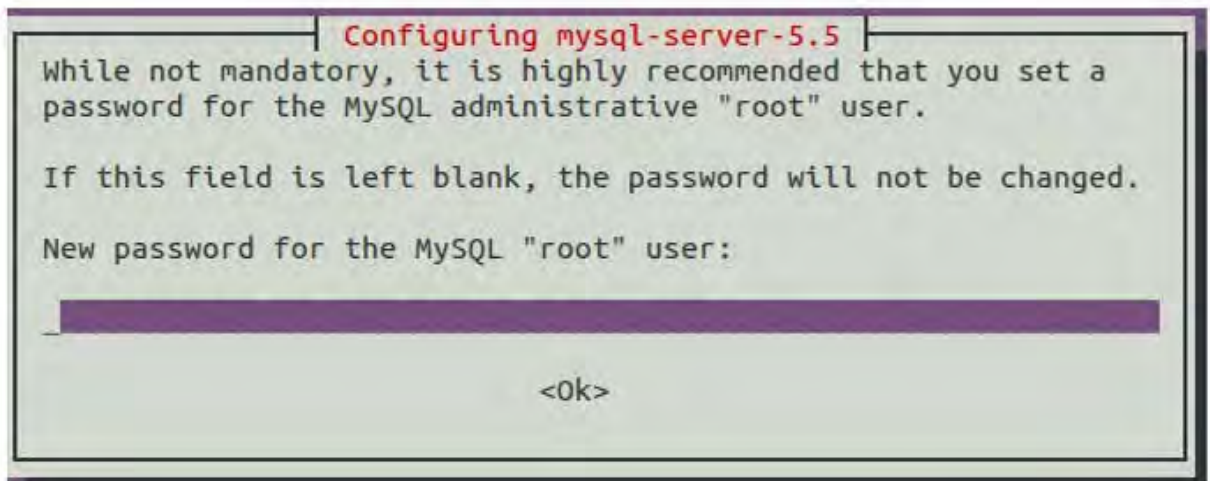 Configuring mysql-server-5.5
While not mandatory, it is highly recommended that you set a
password for the MySQL administrative "root" user.
If this field is left blank, the password will not be changed.
New password for the MySQL "root" user:
_
<Ok>